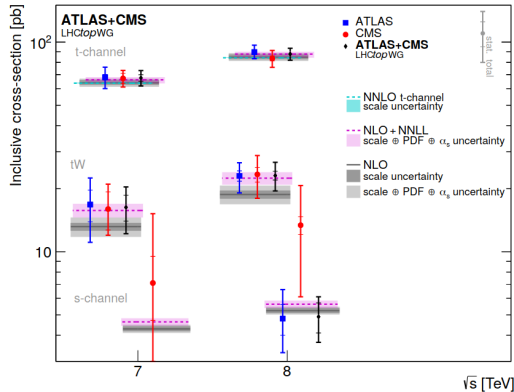 ATLAS+CMS
LHCtopWG
t-channel
ATLAS
CMS
ATLAS+CMS
LHCtopWG
stat. total
NNLO t-channel
scale uncertainty
NLO + NNLL
scale ⊕ PDF ⊕ αs uncertainty
NLO
scale uncertainty
scale ⊕ PDF ⊕ αs uncertainty
tW
s-channel
Inclusive cross-section [pb]
10²
10
7
8
√s [TeV]